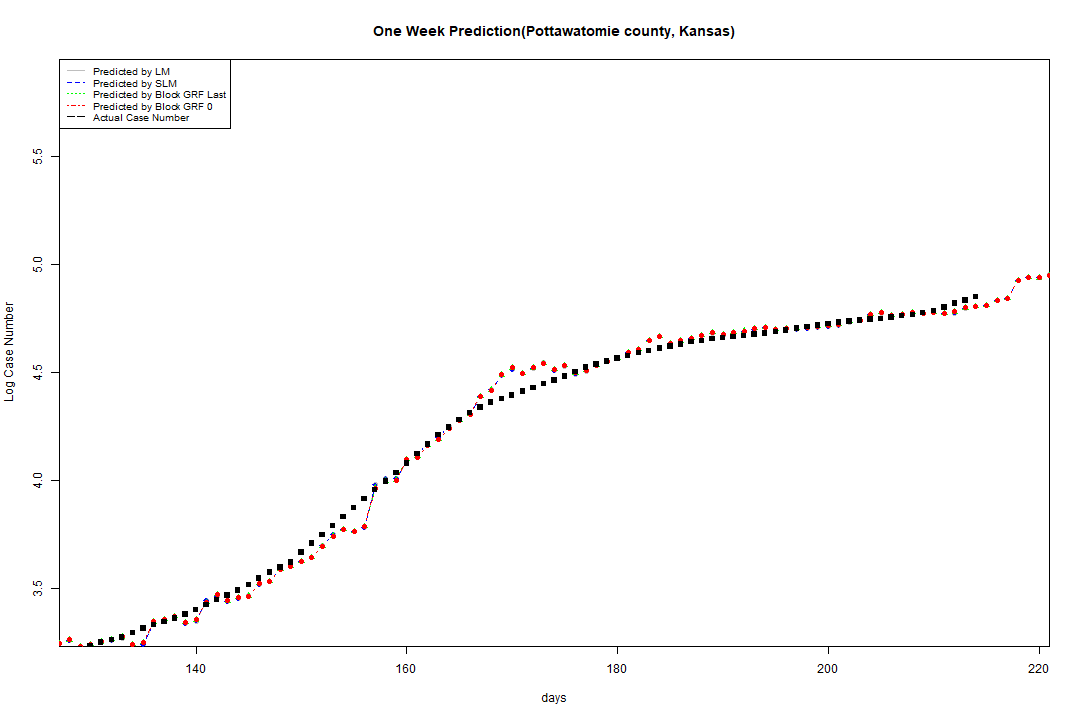 One Week Prediction(Pottawatomie county, Kansas)
Predicted by LM
Predicted by SLM
Predicted by Block GRF Last
Predicted by Block GRF 0
Actual Case Number
5.5
5.0
4.5
4.0
3.5
Log Case Number
140
160
180
200
220
days